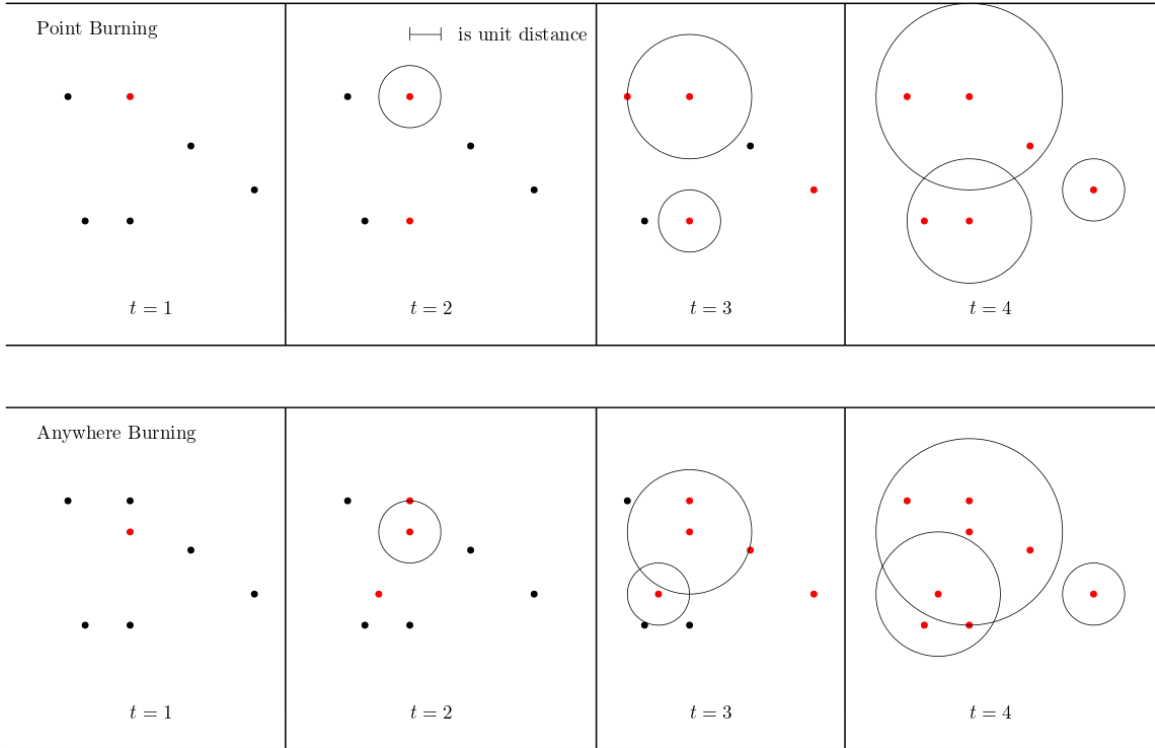 Point Burning
is unit distance
t = 1
t = 2
t = 3
t = 4
Anywhere Burning
t = 1
t = 2
t = 3
t = 4